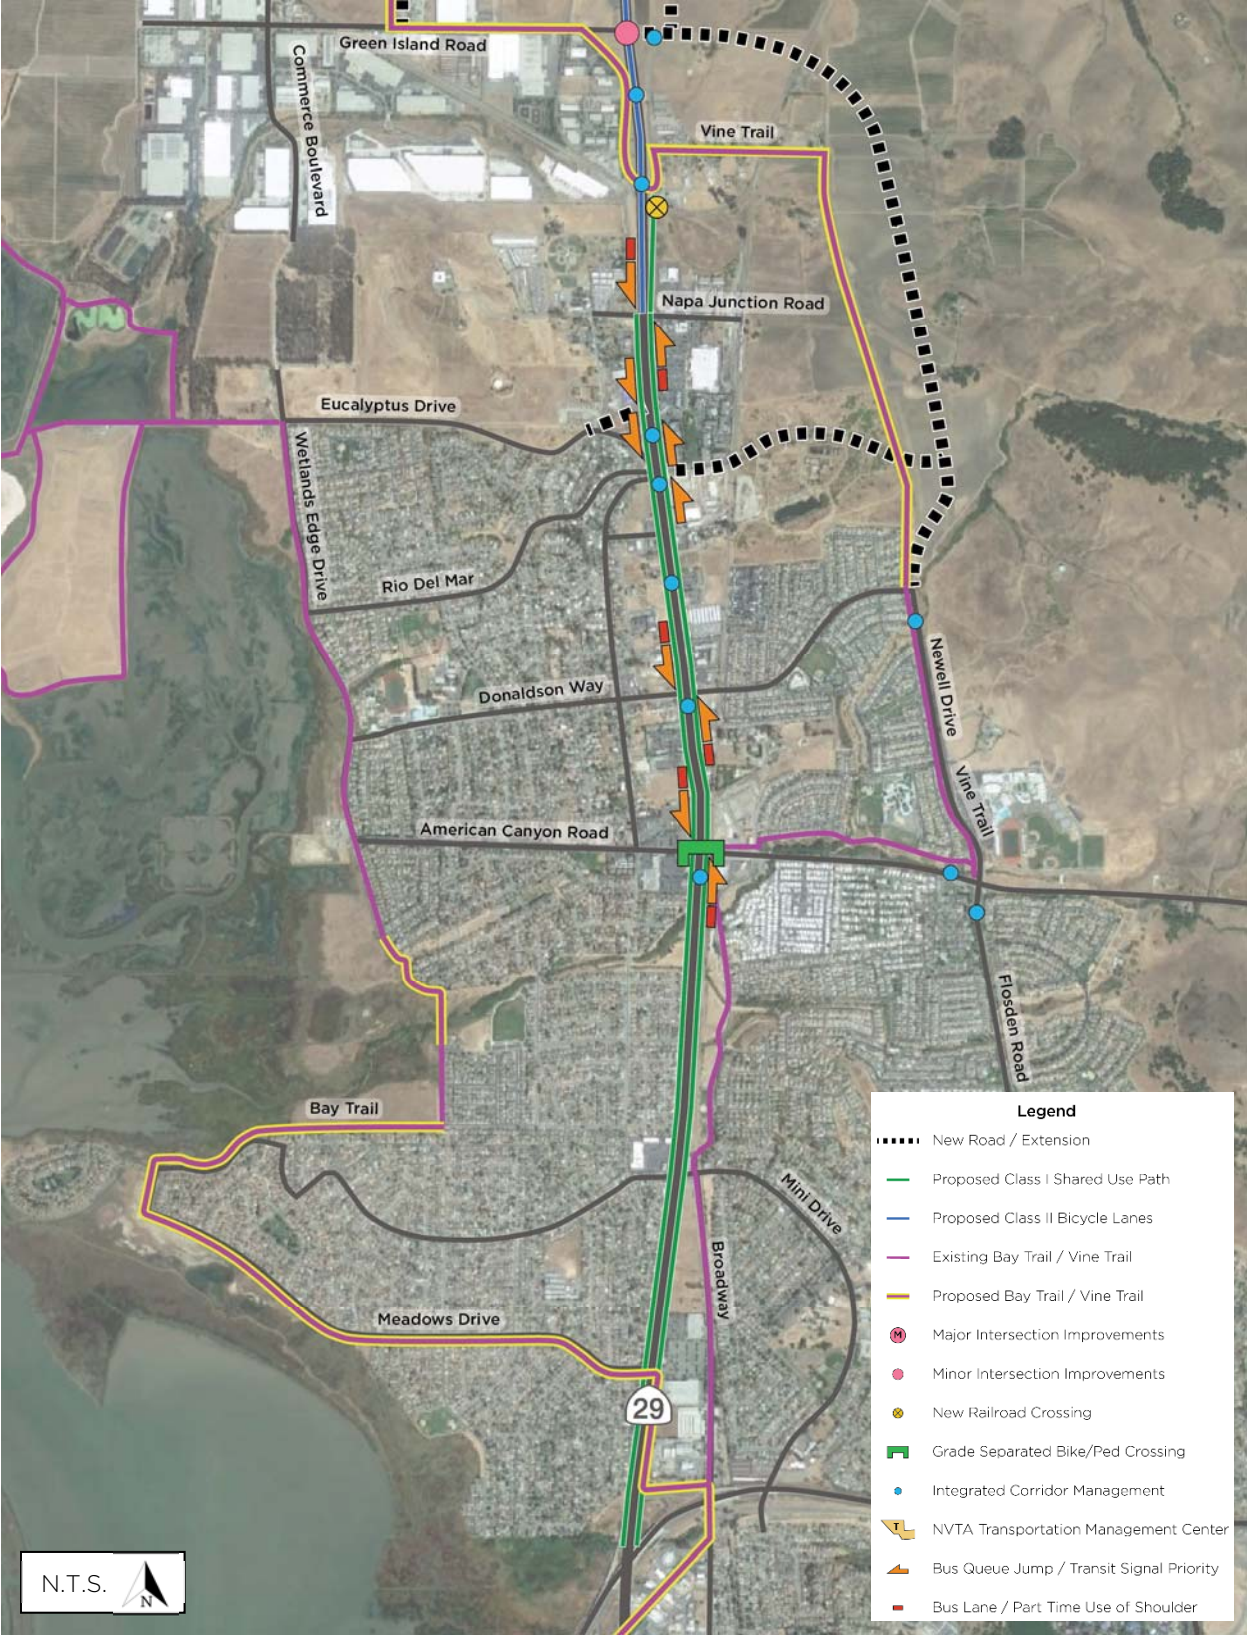 Green Island Road
Commerce Boulevard
Vine Trail
Napa Junction Road
Eucalyptus Drive
Wetlands Edge Drive
Rio Del Mar
Donaldson Way
Newell Drive
Vine Trail
American Canyon Road
Flosden Road
Bay Trail
Mini Drive
Broadway
Meadows Drive
29
N.T.S.
N
Legend
New Road / Extension
Proposed Class I Shared Use Path
Proposed Class II Bicycle Lanes
Existing Bay Trail / Vine Trail
Proposed Bay Trail / Vine Trail
M Major Intersection Improvements
Minor Intersection Improvements
New Railroad Crossing
Grade Separated Bike/Ped Crossing
Integrated Corridor Management
T NVTA Transportation Management Center
Bus Queue Jump / Transit Signal Priority
Bus Lane / Part Time Use of Shoulder